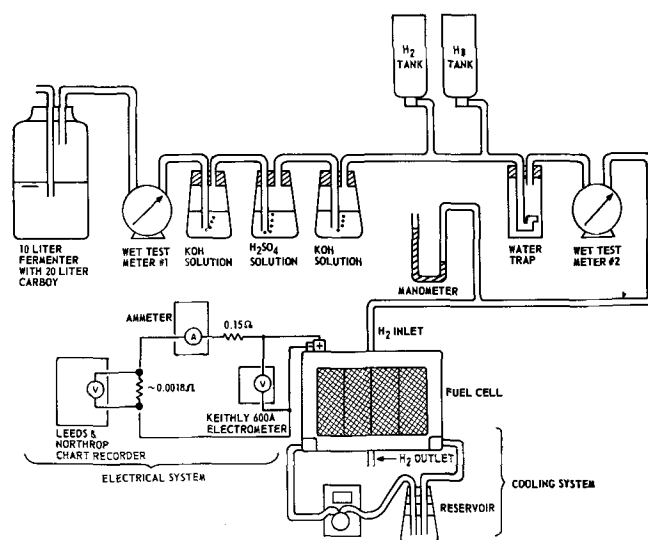 H2
TANK
H8
TANK
10 LITER
FERMENTER
WITH 20 LITER
CARBOY
WET TEST
METER #1
KOH
SOLUTION
H2SO4
SOLUTION
KOH
SOLUTION
MANOMETER
WATER
TRAP
WET TEST
METER #2
AMMETER
A
0.15Ω
H2 INLET
+
V
~0.0018Ω
V
KEITHLY 600A
ELECTROMETER
FUEL CELL
LEEDS &
NORTHROP
CHART RECORDER
ELECTRICAL SYSTEM
H2 OUTLET
RESERVOIR
COOLING SYSTEM